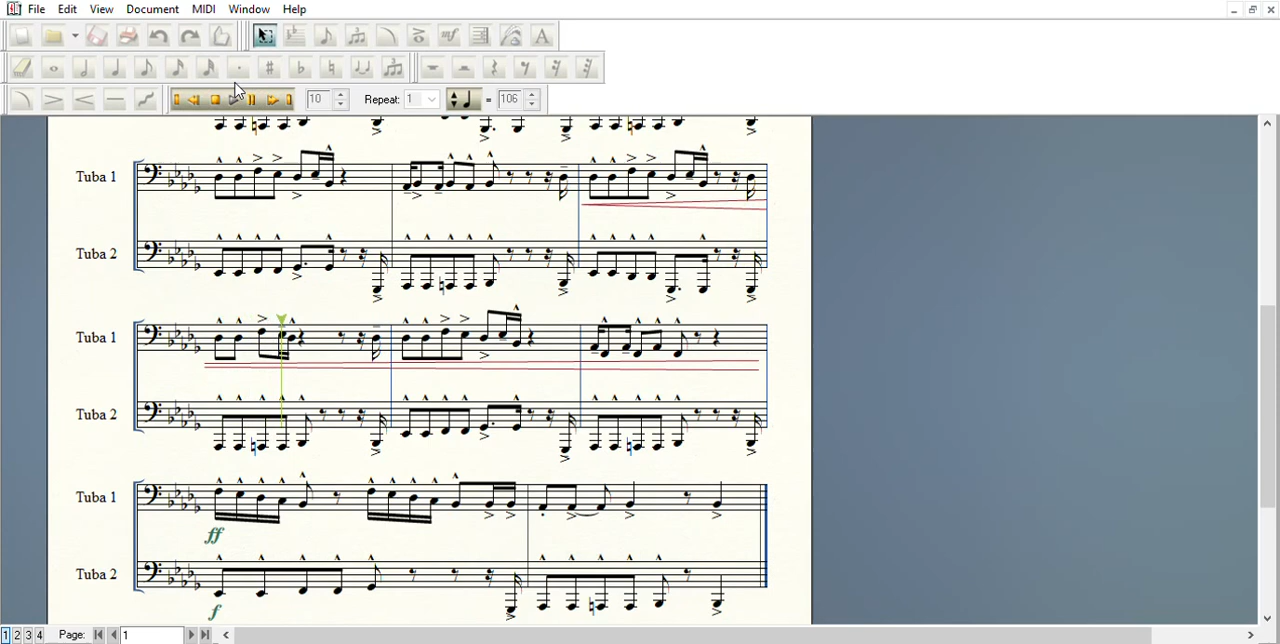 File Edit View Document MIDI Window Help
mf A
10 Repeat: 1 = 106
Tuba 1
Tuba 2
Tuba 1
Tuba 2
Tuba 1
ff
Tuba 2
f
1 2 3 4 Page: 1